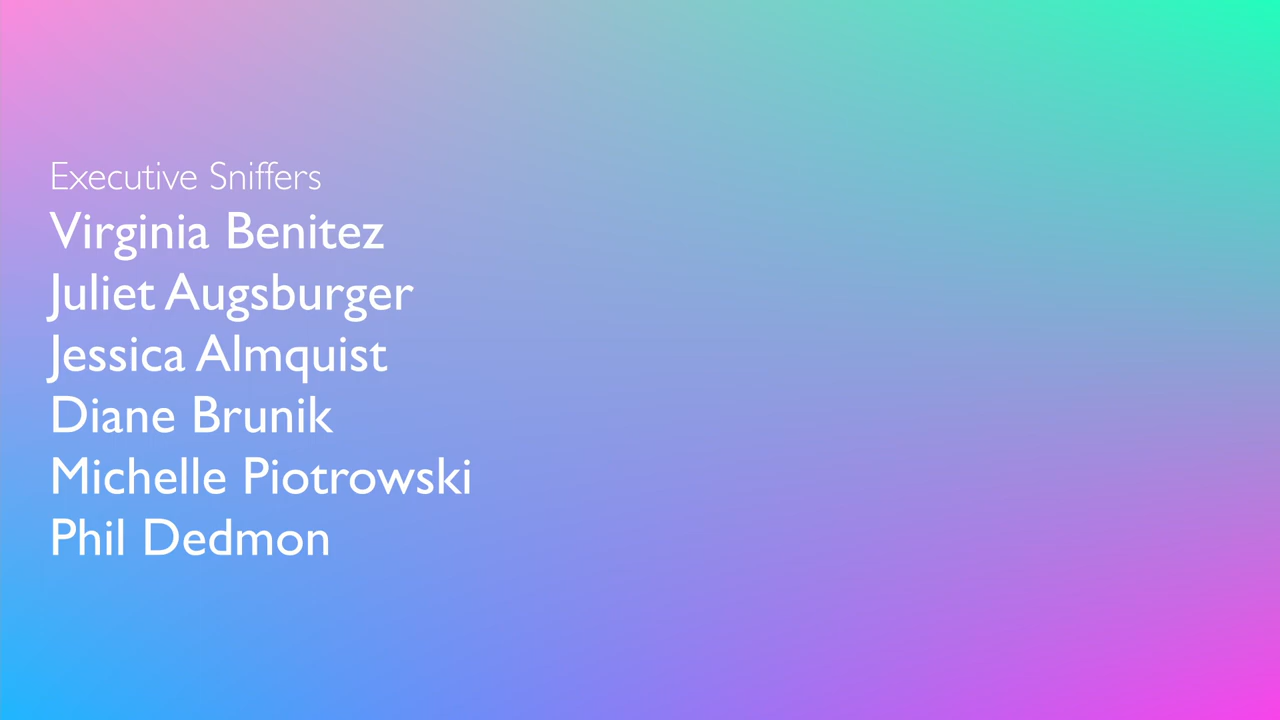 Executive Sniffers
Virginia Benitez
Juliet Augsburger
Jessica Almquist
Diane Brunik
Michelle Piotrowski
Phil Dedmon